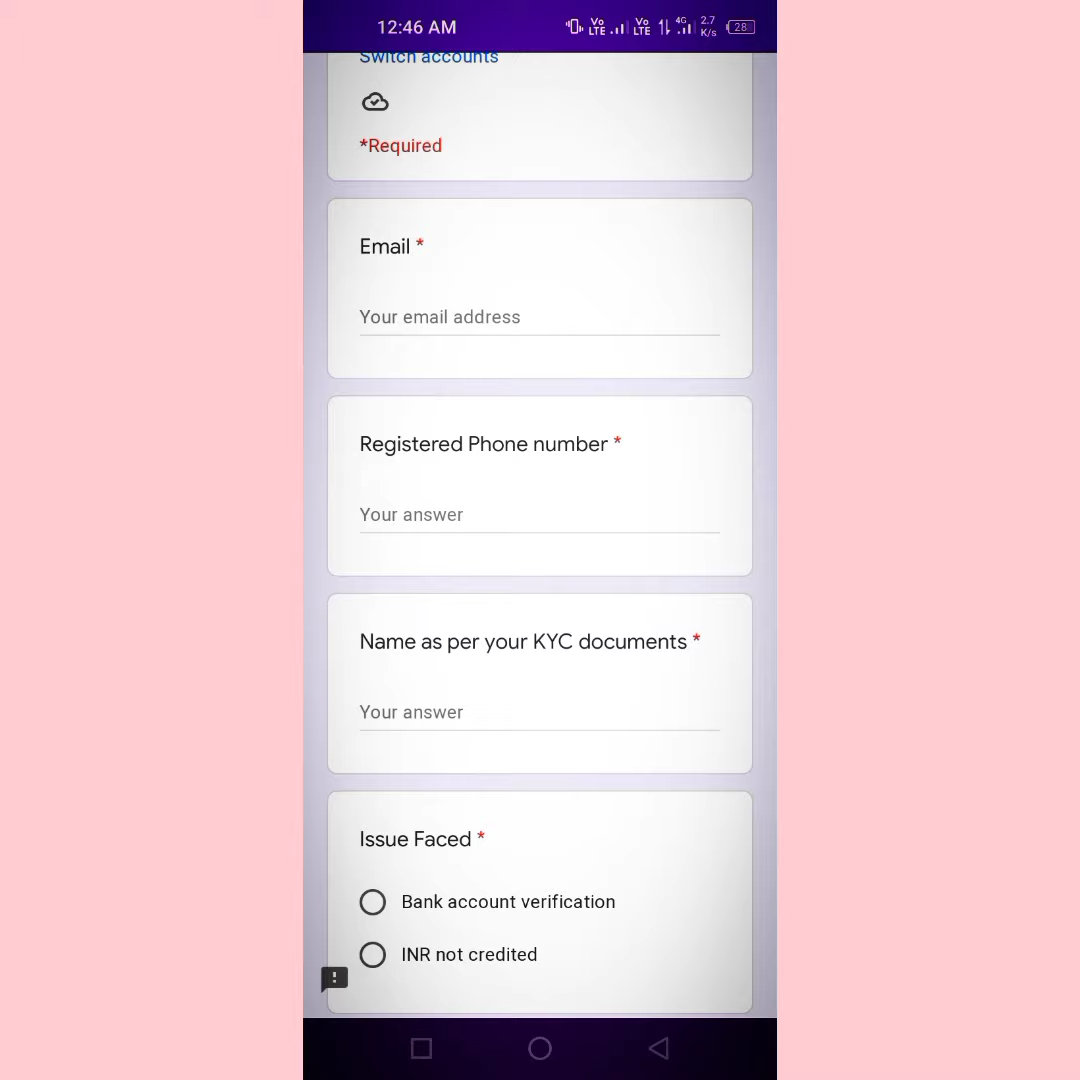 12:46 AM Vo LTE Vo LTE 4G 2.7 K/s 28
Switch accounts
*Required
Email *
Your email address
Registered Phone number *
Your answer
Name as per your KYC documents *
Your answer
Issue Faced *
Bank account verification
INR not credited